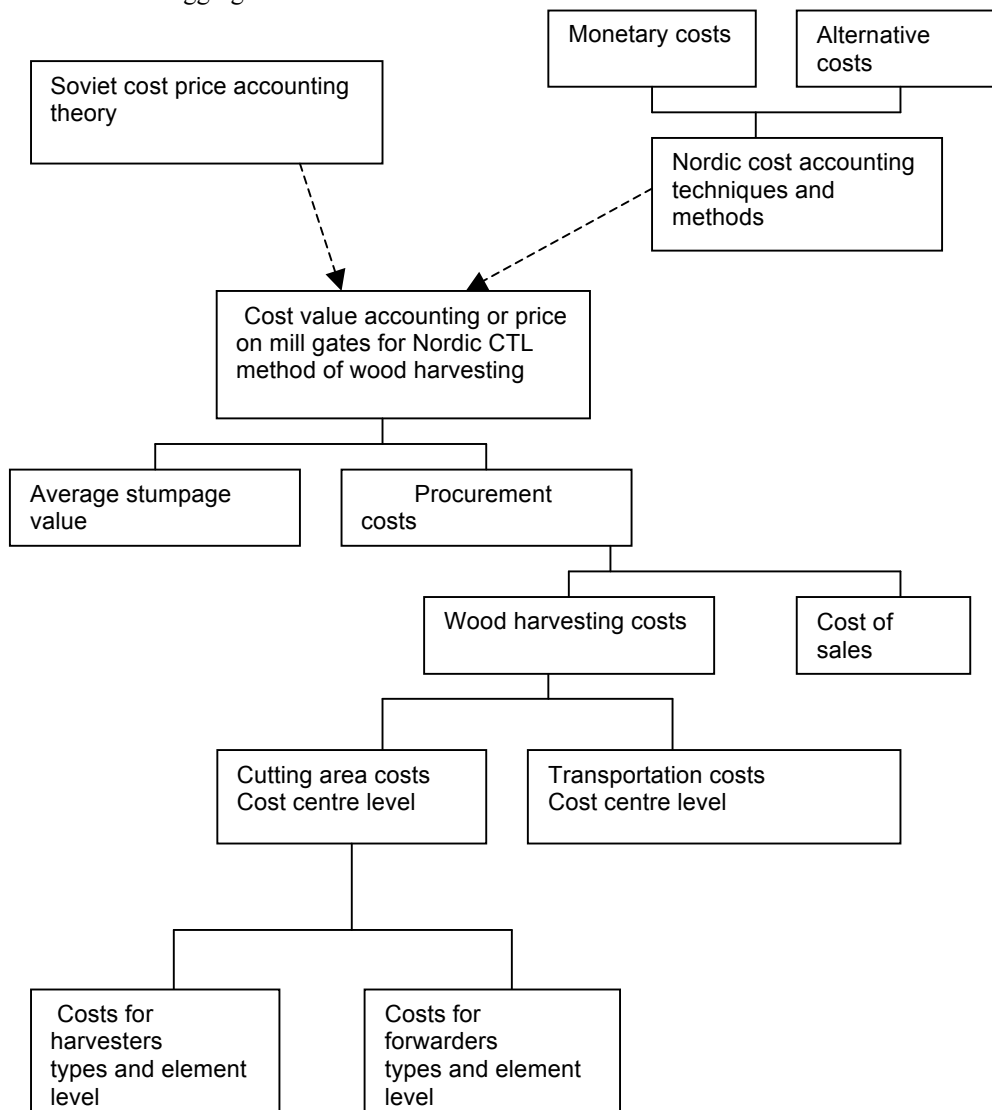 Monetary costs
Alternative
costs
Soviet cost price accounting
theory
Nordic cost accounting
techniques and
methods
Cost value accounting or price
on mill gates for Nordic CTL
method of wood harvesting
Average stumpage
value
Procurement
costs
Wood harvesting costs
Cost of
sales
Cutting area costs
Cost centre level
Transportation costs
Cost centre level
Costs for
harvesters
types and element
level
Costs for
forwarders
types and element
level